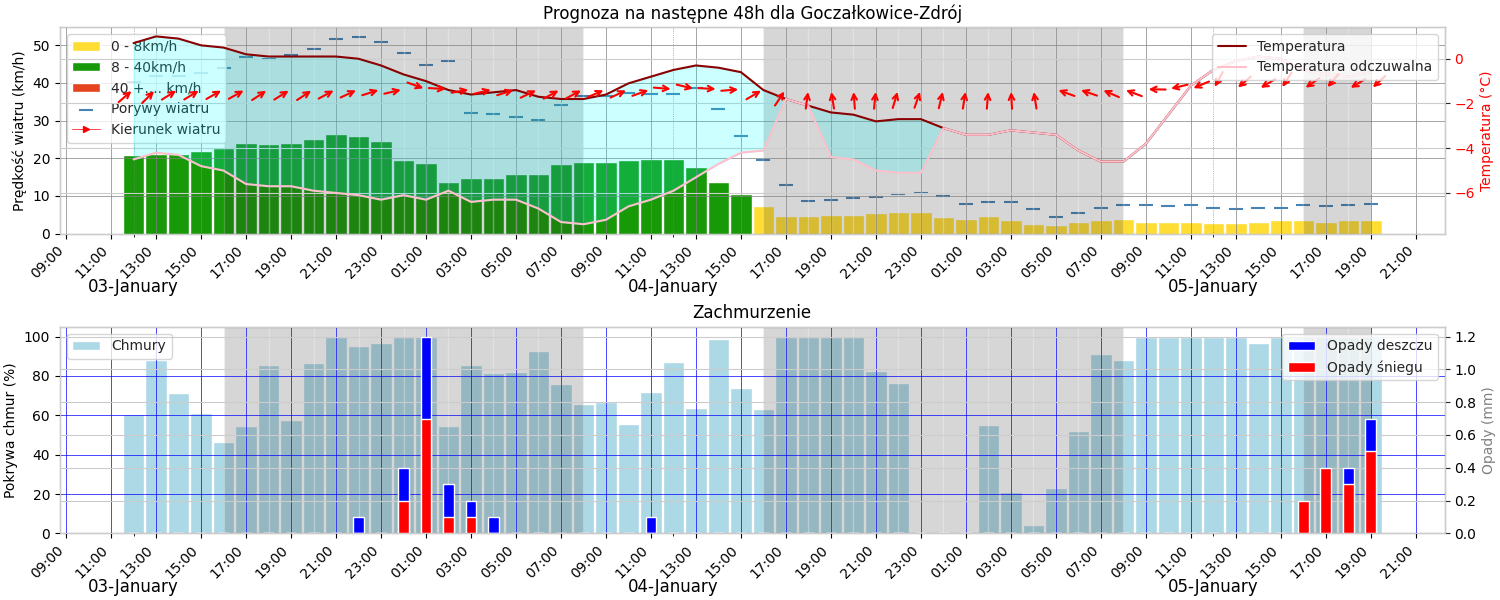 Prognoza na następne 48h dla Goczałkowice-Zdrój
Prędkość wiatru (km/h)
50
40
30
20
10
0
0 - 8km/h
8 - 40km/h
40 +.... km/h
Porywy wiatru
Kierunek wiatru
Temperatura
Temperatura odczuwalna
0
−2
−4
−6
Temperatura (°C)
09:00 11:00 13:00 15:00 17:00 19:00 21:00 23:00 01:00 03:00 05:00 07:00 09:00 11:00 13:00 15:00 17:00 19:00 21:00 23:00 01:00 03:00 05:00 07:00 09:00 11:00 13:00 15:00 17:00 19:00 21:00
03-January 04-January 05-January
Zachmurzenie
Pokrywa chmur (%)
100
80
60
40
20
0
Chmury
Opady deszczu
Opady śniegu
1.2
1.0
0.8
0.6
0.4
0.2
0.0
Opady (mm)
09:00 11:00 13:00 15:00 17:00 19:00 21:00 23:00 01:00 03:00 05:00 07:00 09:00 11:00 13:00 15:00 17:00 19:00 21:00 23:00 01:00 03:00 05:00 07:00 09:00 11:00 13:00 15:00 17:00 19:00 21:00
03-January 04-January 05-January